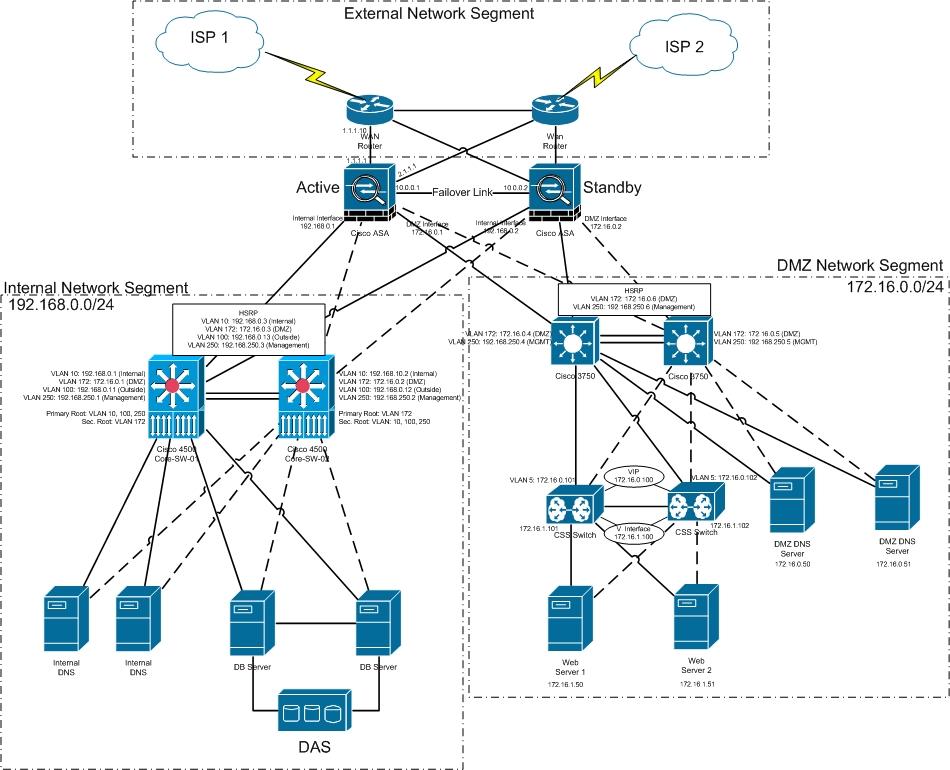 External Network Segment
ISP 1
ISP 2
1.1.1.10
WAN
Router
Wan
Router
1.1.1.1
2.1.1.1
Active
10.0.0.1
Failover Link
10.0.0.2
Standby
Internal Interface
192.168.0.1
Cisco ASA
DMZ Interface
172.16.0.1
Internal Interface
192.168.0.2
Cisco ASA
DMZ Interface
172.16.0.2
Internal Network Segment
192.168.0.0/24
DMZ Network Segment
172.16.0.0/24
HSRP
VLAN 10: 192.168.0.3 (Internal)
VLAN 172: 172.16.0.3 (DMZ)
VLAN 100: 192.168.0.13 (Outside)
VLAN 250: 192.168.250.3 (Management)
HSRP
VLAN 172: 172.16.0.6 (DMZ)
VLAN 250: 192.168.250.6 (Management)
VLAN 172: 172.16.0.4 (DMZ)
VLAN 250: 192.168.250.4 (MGMT)
VLAN 172: 172.16.0.5 (DMZ)
VLAN 250: 192.168.250.5 (MGMT)
Cisco 3750
Cisco 3750
VLAN 10: 192.168.0.1 (Internal)
VLAN 172: 172.16.0.1 (DMZ)
VLAN 100: 192.168.0.11 (Outside)
VLAN 250: 192.168.250.1 (Management)
Primary Root: VLAN 10, 100, 250
Sec. Root: VLAN 172
VLAN 10: 192.168.10.2 (Internal)
VLAN 172: 172.16.0.2 (DMZ)
VLAN 100: 192.168.0.12 (Outside)
VLAN 250: 192.168.250.2 (Management)
Primary Root: VLAN 172
Sec. Root: VLAN: 10, 100, 250
Cisco 4500
Core-SW-01
Cisco 4500
Core-SW-02
VLAN 5: 172.16.0.101
VIP
172.16.0.100
VLAN 5: 172.16.0.102
172.16.1.101
CSS Switch
V. Interface
172.16.1.100
CSS Switch
172.16.1.102
DMZ DNS
Server
172.16.0.50
DMZ DNS
Server
172.16.0.51
Internal
DNS
Internal
DNS
DB Server
DB Server
Web
Server 1
172.16.1.50
Web
Server 2
172.16.1.51
DAS